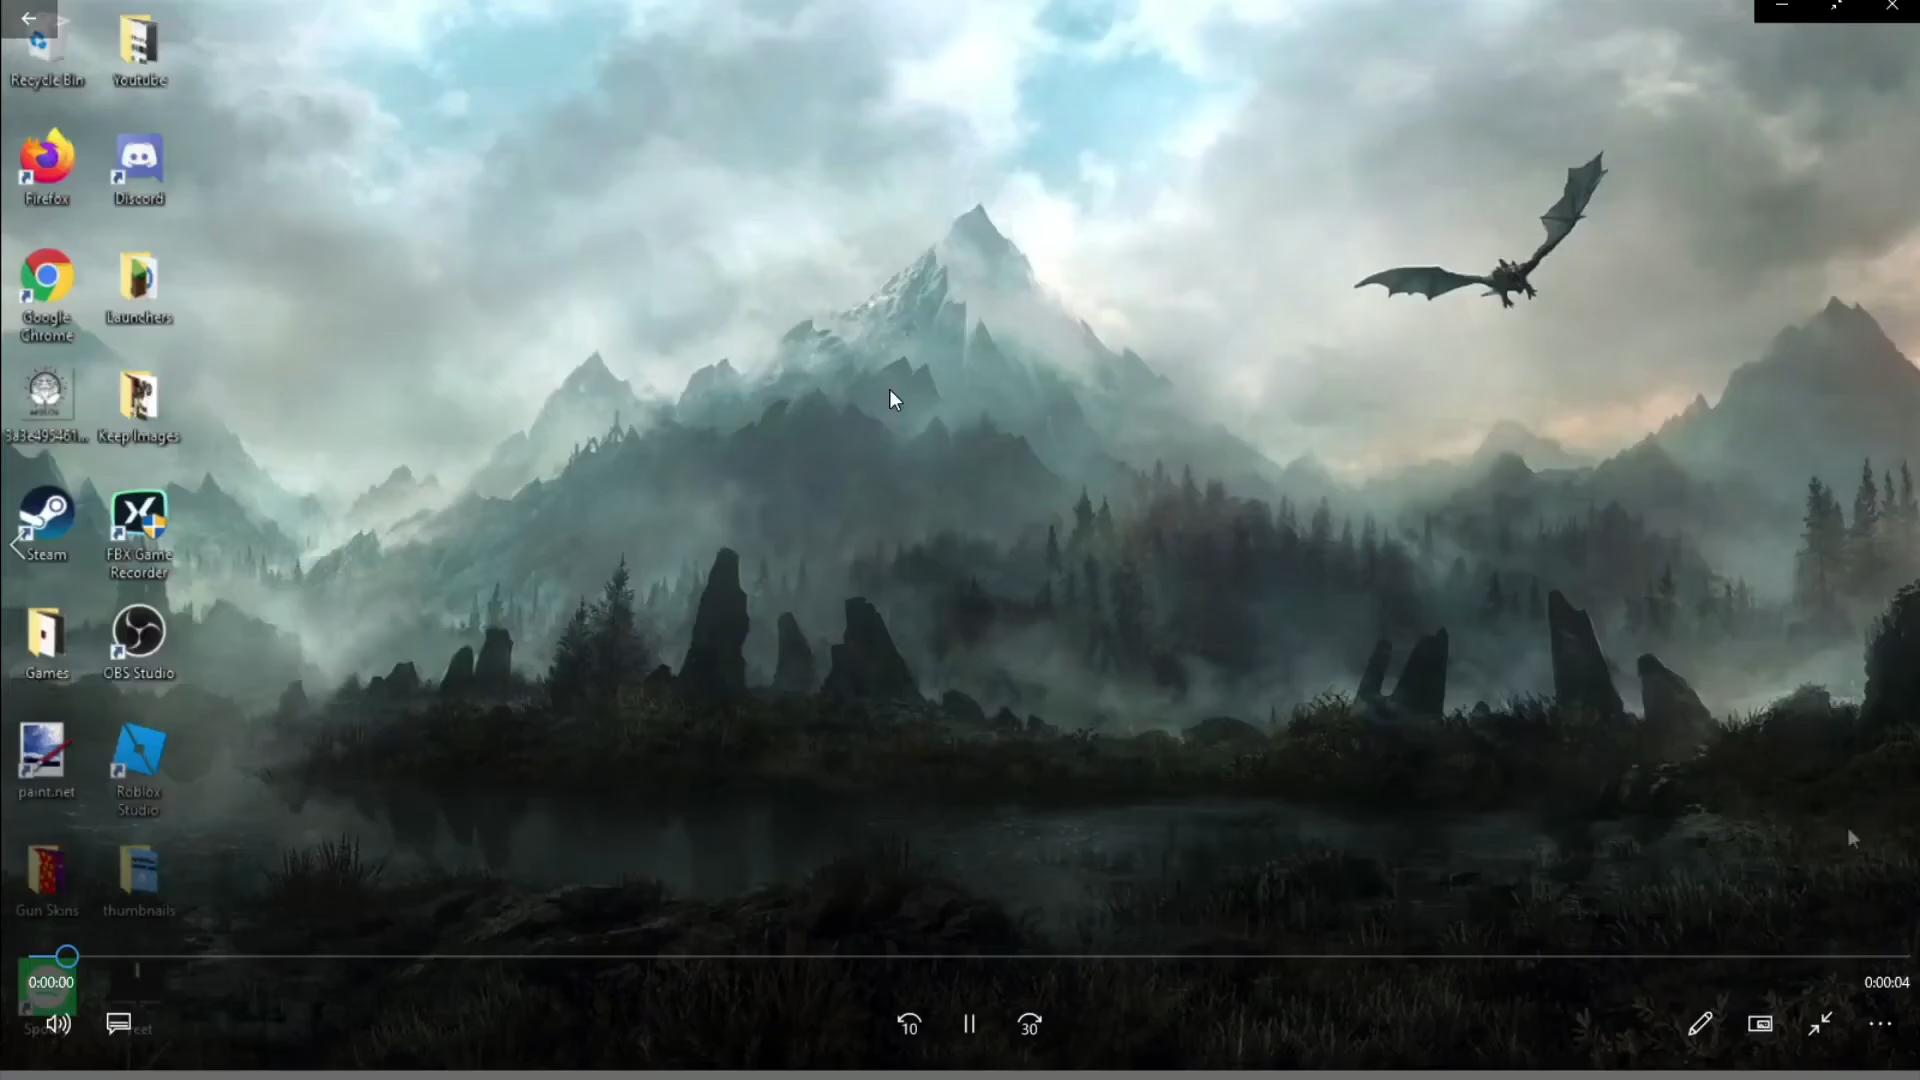 Recycle Bin
Youtube
Firefox
Discord
Google
Chrome
Launchers
3a3e495461...
Keep Images
Steam
FBX Game
Recorder
Games
OBS Studio
paint.net
Roblox
Studio
Gun Skins
thumbnails
0:00:00
0:00:04
10
30